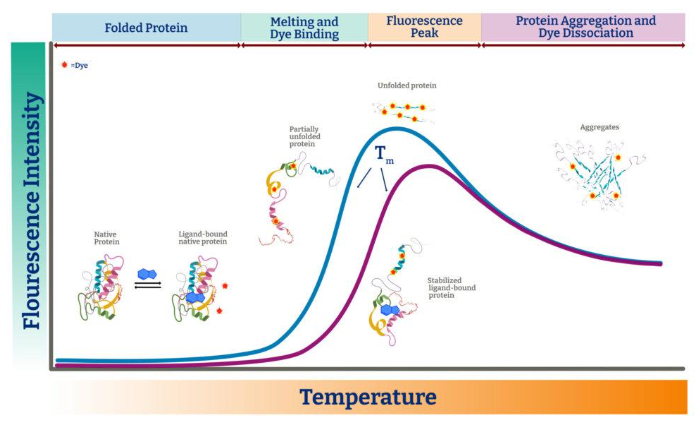 Folded Protein
Melting and
Dye Binding
Fluorescence
Peak
Protein Aggregation and
Dye Dissociation
=Dye
Unfolded protein
Partially
unfolded
protein
Aggregates
Tm
Native
Protein
Ligand-bound
native protein
Stabilized
ligand-bound
protein
Flourescence Intensity
Temperature